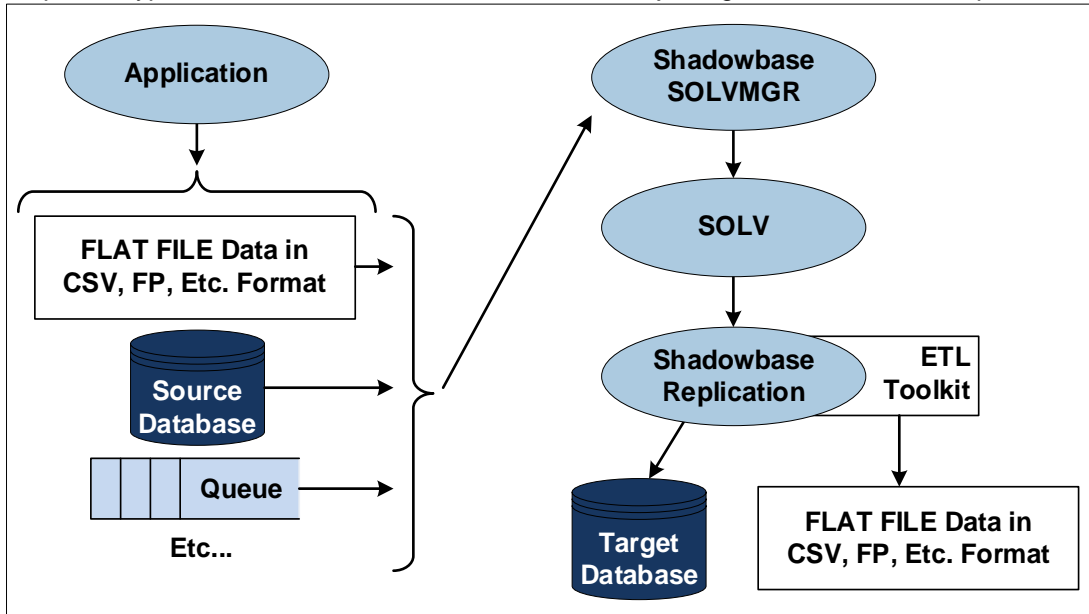 Application
FLAT FILE Data in
CSV, FP, Etc. Format
Source
Database
Queue
Etc...
Shadowbase
SOLVMGR
SOLV
Shadowbase
Replication
ETL
Toolkit
Target
Database
FLAT FILE Data in
CSV, FP, Etc. Format